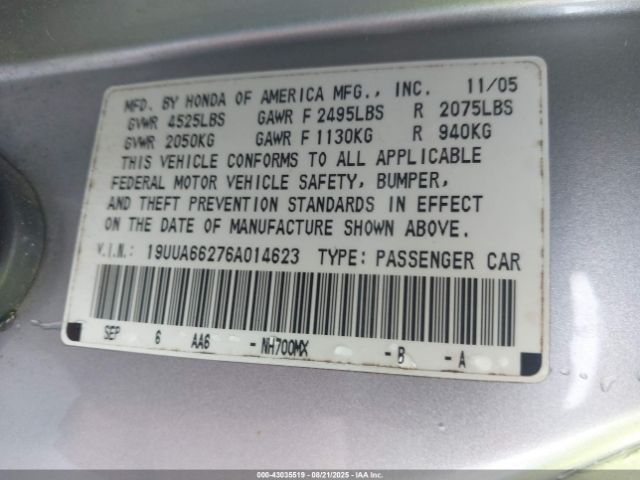 MFD. BY HONDA OF AMERICA MFG., INC. 11/05
GVWR 4525LBS GAWR F 2495LBS R 2075LBS
GVWR 2050KG GAWR F 1130KG R 940KG
THIS VEHICLE CONFORMS TO ALL APPLICABLE
FEDERAL MOTOR VEHICLE SAFETY, BUMPER,
AND THEFT PREVENTION STANDARDS IN EFFECT
ON THE DATE OF MANUFACTURE SHOWN ABOVE.
V.I.N.: 19UUA66276A014623 TYPE: PASSENGER CAR
SEP 6 AA6 - NH700MX - B - A
000-43035519 - 08/21/2025 - IAAI.COM